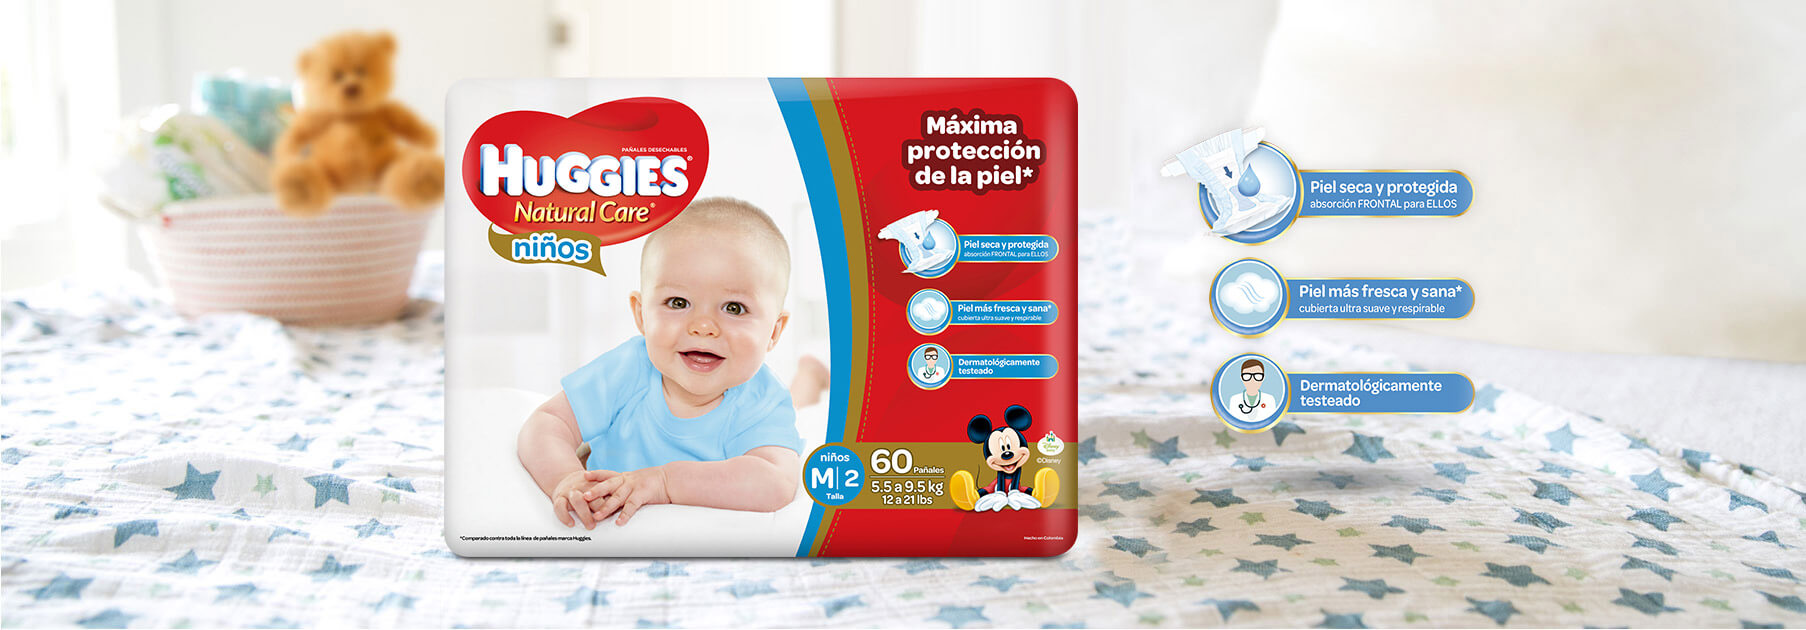 PAÑALES DESECHABLES
HUGGIES®
Natural Care®
niños
Máxima
protección
de la piel*
Piel seca y protegida
absorción FRONTAL para ELLOS
Piel más fresca y sana*
cubierta ultra suave y respirable
Dermatológicamente
testeado
niños
M|2
Talla
60 Pañales
5.5 a 9.5 kg
12 a 21 lbs
Disney
©Disney
*Comparado contra toda la línea de pañales marca Huggies.
Hecho en Colombia
Piel seca y protegida
absorción FRONTAL para ELLOS
Piel más fresca y sana*
cubierta ultra suave y respirable
Dermatológicamente
testeado